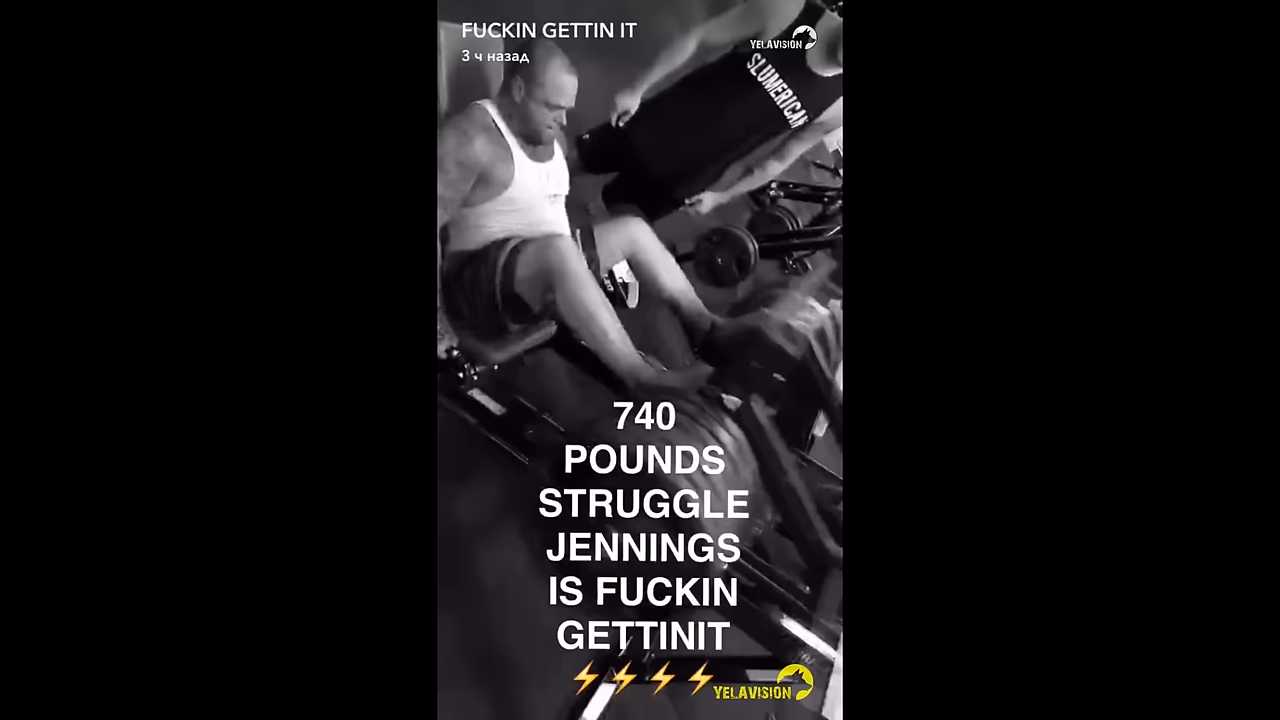 FUCKIN GETTIN IT
3 ч назад
YELAVISION
SLUMERICAN
740
POUNDS
STRUGGLE
JENNINGS
IS FUCKIN
GETTINIT
⚡⚡⚡⚡
YELAVISION